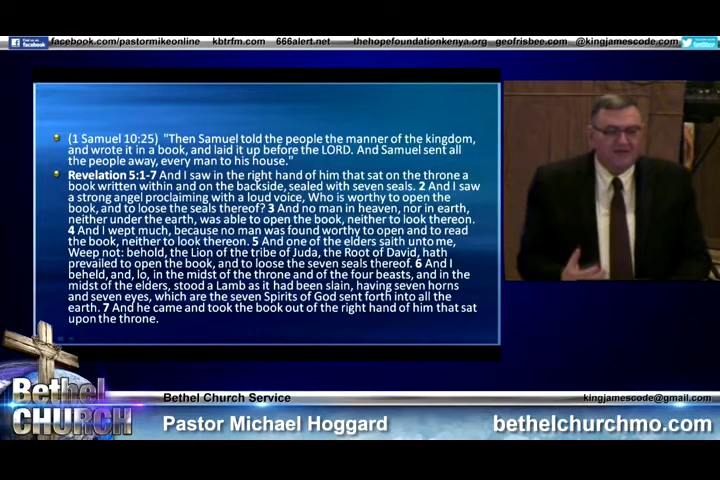 Find us on facebook facebook.com/pastormikeonline kbtrfm.com 666alert.net thehopefoundationkenya.org geofrisbee.com @kingjamescode.com twitter
(1 Samuel 10:25) "Then Samuel told the people the manner of the kingdom,
and wrote it in a book, and laid it up before the LORD. And Samuel sent all
the people away, every man to his house."
Revelation 5:1-7 And I saw in the right hand of him that sat on the throne a
book written within and on the backside, sealed with seven seals. 2 And I saw
a strong angel proclaiming with a loud voice, Who is worthy to open the
book, and to loose the seals thereof? 3 And no man in heaven, nor in earth,
neither under the earth, was able to open the book, neither to look thereon.
4 And I wept much, because no man was found worthy to open and to read
the book, neither to look thereon. 5 And one of the elders saith unto me,
Weep not: behold, the Lion of the tribe of Juda, the Root of David, hath
prevailed to open the book, and to loose the seven seals thereof. 6 And I
beheld, and, lo, in the midst of the throne and of the four beasts, and in the
midst of the elders, stood a Lamb as it had been slain, having seven horns
and seven eyes, which are the seven Spirits of God sent forth into all the
earth. 7 And he came and took the book out of the right hand of him that sat
upon the throne.
Bethel
CHURCH
Bethel Church Service kingjamescode@gmail.com
Pastor Michael Hoggard bethelchurchmo.com